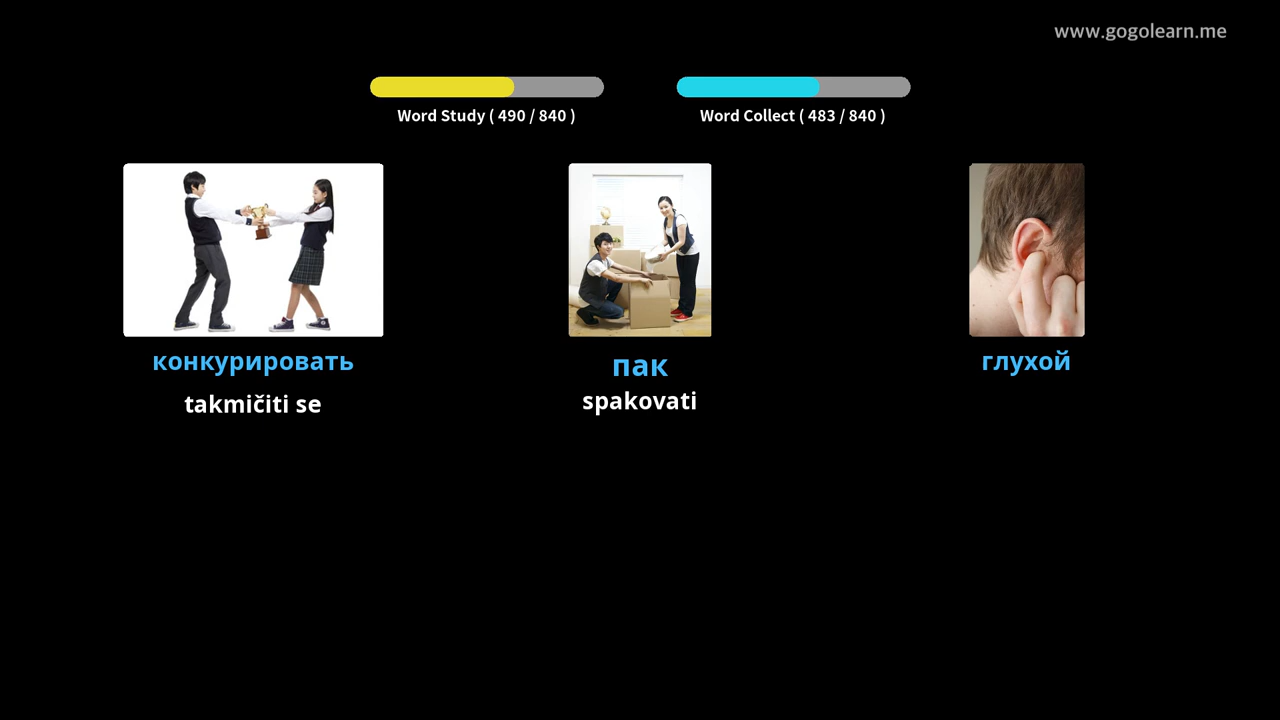 www.gogolearn.me
Word Study ( 490 / 840 )
Word Collect ( 483 / 840 )
конкурировать
takmičiti se
пак
spakovati
глухой